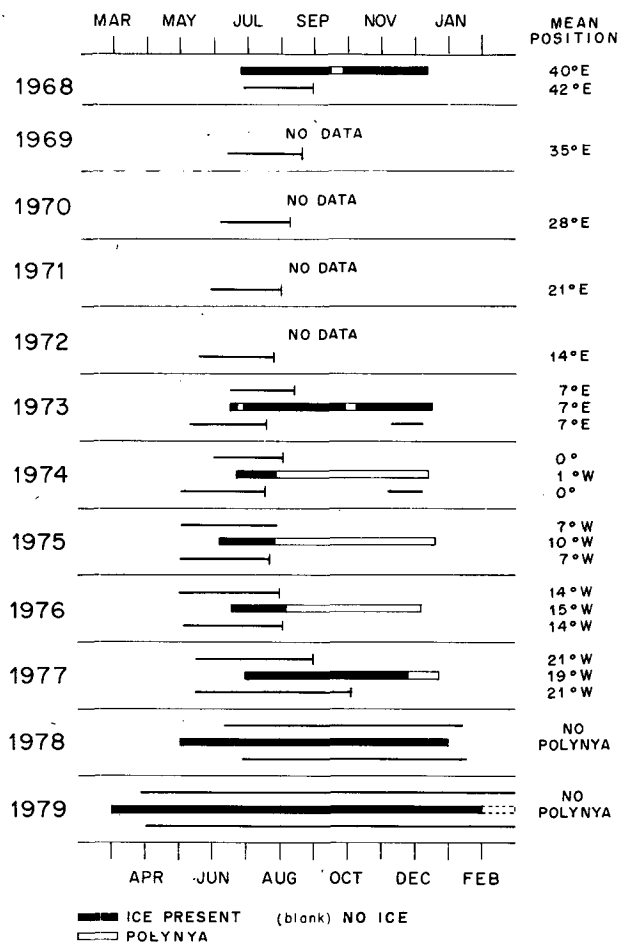 MAR MAY JUL SEP NOV JAN MEAN
POSITION
40°E
1968 42°E
NO DATA
1969 35°E
NO DATA
1970 28°E
NO DATA
1971 21°E
NO DATA
1972 14°E
7°E
1973 7°E
7°E
0°
1974 1°W
0°
7°W
1975 10°W
7°W
14°W
1976 15°W
14°W
21°W
1977 19°W
21°W
1978 NO
POLYNYA
1979 NO
POLYNYA
APR JUN AUG OCT DEC FEB
ICE PRESENT (blank) NO ICE
POLYNYA